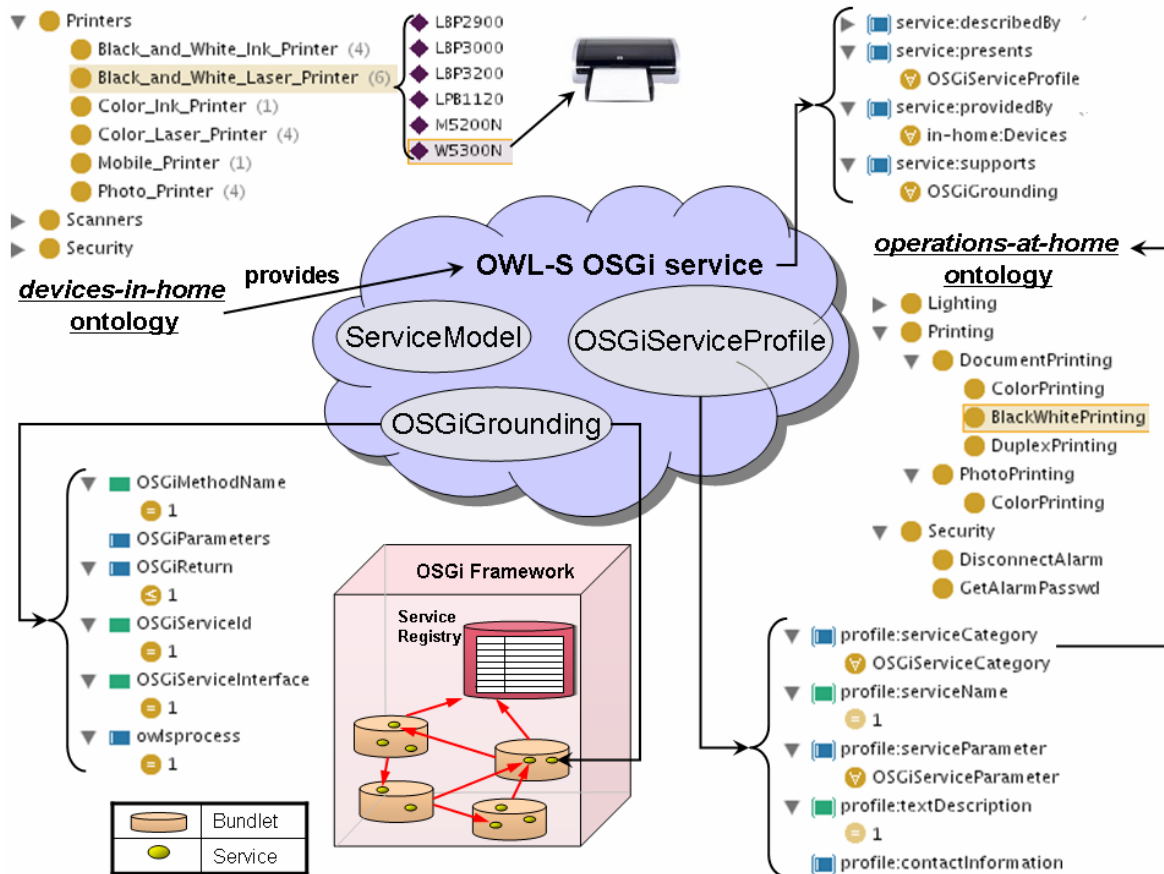 Printers
Black_and_White_Ink_Printer (4)
Black_and_White_Laser_Printer (6)
Color_Ink_Printer (1)
Color_Laser_Printer (4)
Mobile_Printer (1)
Photo_Printer (4)
Scanners
Security
LBP2900
LBP3000
LBP3200
LPB1120
M5200N
W5300N
service:describedBy
service:presents
OSGiServiceProfile
service:providedBy
in-home:Devices
service:supports
OSGiGrounding
devices-in-home
ontology
provides
OWL-S OSGi service
ServiceModel
OSGiServiceProfile
OSGiGrounding
operations-at-home
ontology
Lighting
Printing
DocumentPrinting
ColorPrinting
BlackWhitePrinting
DuplexPrinting
PhotoPrinting
ColorPrinting
Security
DisconnectAlarm
GetAlarmPasswd
OSGiMethodName
= 1
OSGiParameters
OSGiReturn
≤ 1
OSGiServiceId
= 1
OSGiServiceInterface
= 1
owlsprocess
= 1
OSGi Framework
Service
Registry
Bundlet
Service
profile:serviceCategory
OSGiServiceCategory
profile:serviceName
= 1
profile:serviceParameter
OSGiServiceParameter
profile:textDescription
= 1
profile:contactInformation